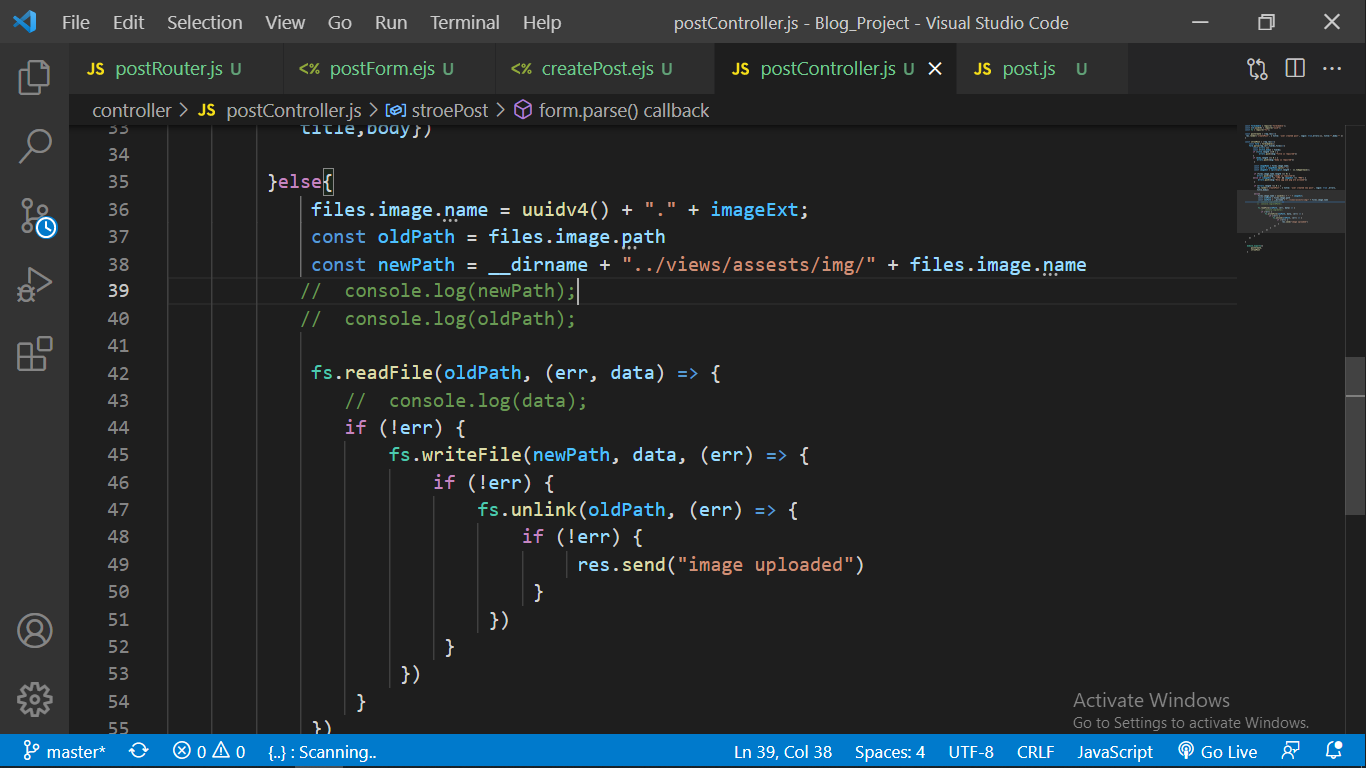 File Edit Selection View Go Run Terminal Help postController.js - Blog_Project - Visual Studio Code
JS postRouter.js U <% postForm.ejs U <% createPost.ejs U JS postController.js U JS post.js U
controller > JS postController.js > stroePost > form.parse() callback
33 title,body})
34
35 }else{
36 files.image.name = uuidv4() + "." + imageExt;
37 const oldPath = files.image.path
38 const newPath = __dirname + "../views/assests/img/" + files.image.name
39 // console.log(newPath);
40 // console.log(oldPath);
41
42 fs.readFile(oldPath, (err, data) => {
43 // console.log(data);
44 if (!err) {
45 fs.writeFile(newPath, data, (err) => {
46 if (!err) {
47 fs.unlink(oldPath, (err) => {
48 if (!err) {
49 res.send("image uploaded")
50 }
51 })
52 }
53 })
54 }
55 })
Activate Windows
Go to Settings to activate Windows.
master* 0 0 {..} : Scanning.. Ln 39, Col 38 Spaces: 4 UTF-8 CRLF JavaScript Go Live